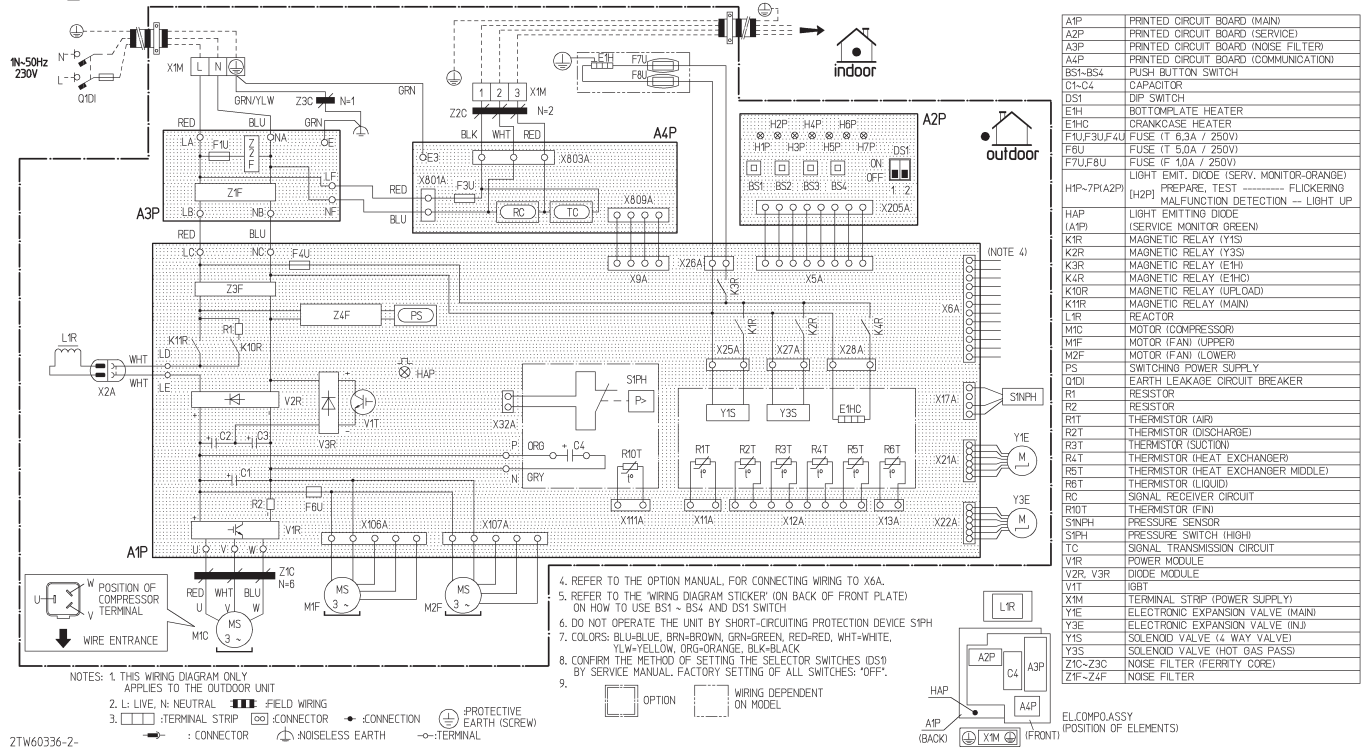 1N~50Hz
230V
N
L
Q1DI
X1M
L N
GRN/YLW
Z3C
N=1
GRN
RED
BLU
GRN
LA
NA
E
F1U
Z2F
Z1F
LF
NF
LB
NB
A3P
RED
BLU
GRN
1 2 3
X1M
Z2C
N=2
BLK
WHT
RED
A4P
E3
X803A
X801A
F3U
RED
BLU
RC
TC
X809A
E1H
F7U
F8U
indoor
outdoor
A2P
H2P H4P H6P
H1P H3P H5P H7P
DS1
ON
OFF
1 2
BS1 BS2 BS3 BS4
X205A
LC
NC
F4U
X9A
X26A
X5A
(NOTE 4)
X6A
Z3F
Z4F
PS
R1
K11R
K10R
K3R
K1R
K2R
K4R
L1R
WHT
LD
WHT
LE
X2A
HAP
V2R
V3R
V1T
C2
C3
C1
R2
F6U
V1R
A1P
X32A
S1PH
P>
P
ORG
C4
N
GRY
R10T
t°
X111A
X25A
X27A
X28A
Y1S
Y3S
E1HC
R1T R2T R3T R4T R5T R6T
t° t° t° t° t° t°
X11A
X12A
X13A
X17A
S1NPH
X21A
Y1E
M
X22A
Y3E
M
X106A
X107A
U V W
Z1C
N=6
RED WHT BLU
U V W
M1C
MS
3 ~
M1F
MS
3 ~
M2F
MS
3 ~
W
U
V
POSITION OF
COMPRESSOR
TERMINAL
WIRE ENTRANCE
NOTES: 1. THIS WIRING DIAGRAM ONLY
APPLIES TO THE OUTDOOR UNIT
2. L: LIVE, N: NEUTRAL :FIELD WIRING
3. :TERMINAL STRIP :CONNECTOR :CONNECTION :PROTECTIVE
EARTH (SCREW)
: CONNECTOR :NOISELESS EARTH :TERMINAL
4. REFER TO THE OPTION MANUAL, FOR CONNECTING WIRING TO X6A.
5. REFER TO THE 'WIRING DIAGRAM STICKER' (ON BACK OF FRONT PLATE)
ON HOW TO USE BS1 ~ BS4 AND DS1 SWITCH
6. DO NOT OPERATE THE UNIT BY SHORT-CIRCUITING PROTECTION DEVICE S1PH
7. COLORS: BLU=BLUE, BRN=BROWN, GRN=GREEN, RED=RED, WHT=WHITE,
YLW=YELLOW, ORG=ORANGE, BLK=BLACK
8. CONFIRM THE METHOD OF SETTING THE SELECTOR SWITCHES (DS1)
BY SERVICE MANUAL. FACTORY SETTING OF ALL SWITCHES: "OFF".
9.
OPTION
WIRING DEPENDENT
ON MODEL
2TW60336-2-
A1P PRINTED CIRCUIT BOARD (MAIN)
A2P PRINTED CIRCUIT BOARD (SERVICE)
A3P PRINTED CIRCUIT BOARD (NOISE FILTER)
A4P PRINTED CIRCUIT BOARD (COMMUNICATION)
BS1~BS4 PUSH BUTTON SWITCH
C1~C4 CAPACITOR
DS1 DIP SWITCH
E1H BOTTOMPLATE HEATER
E1HC CRANKCASE HEATER
F1U,F3U,F4U FUSE (T 6,3A / 250V)
F6U FUSE (T 5,0A / 250V)
F7U,F8U FUSE (F 1,0A / 250V)
H1P~7P(A2P) LIGHT EMIT. DIODE (SERV. MONITOR-ORANGE)
[H2P] PREPARE, TEST --------- FLICKERING
MALFUNCTION DETECTION -- LIGHT UP
HAP LIGHT EMITTING DIODE
(A1P) (SERVICE MONITOR GREEN)
K1R MAGNETIC RELAY (Y1S)
K2R MAGNETIC RELAY (Y3S)
K3R MAGNETIC RELAY (E1H)
K4R MAGNETIC RELAY (E1HC)
K10R MAGNETIC RELAY (UPLOAD)
K11R MAGNETIC RELAY (MAIN)
L1R REACTOR
M1C MOTOR (COMPRESSOR)
M1F MOTOR (FAN) (UPPER)
M2F MOTOR (FAN) (LOWER)
PS SWITCHING POWER SUPPLY
Q1DI EARTH LEAKAGE CIRCUIT BREAKER
R1 RESISTOR
R2 RESISTOR
R1T THERMISTOR (AIR)
R2T THERMISTOR (DISCHARGE)
R3T THERMISTOR (SUCTION)
R4T THERMISTOR (HEAT EXCHANGER)
R5T THERMISTOR (HEAT EXCHANGER MIDDLE)
R6T THERMISTOR (LIQUID)
RC SIGNAL RECEIVER CIRCUIT
R10T THERMISTOR (FIN)
S1NPH PRESSURE SENSOR
S1PH PRESSURE SWITCH (HIGH)
TC SIGNAL TRANSMISSION CIRCUIT
V1R POWER MODULE
V2R, V3R DIODE MODULE
V1T IGBT
X1M TERMINAL STRIP (POWER SUPPLY)
Y1E ELECTRONIC EXPANSION VALVE (MAIN)
Y3E ELECTRONIC EXPANSION VALVE (INJ)
Y1S SOLENOID VALVE (4 WAY VALVE)
Y3S SOLENOID VALVE (HOT GAS PASS)
Z1C~Z3C NOISE FILTER (FERRITY CORE)
Z1F~Z4F NOISE FILTER
L1R
A2P
C4
A3P
A4P
HAP
A1P
(BACK)
X1M
(FRONT)
EL.COMPO.ASSY
(POSITION OF ELEMENTS)